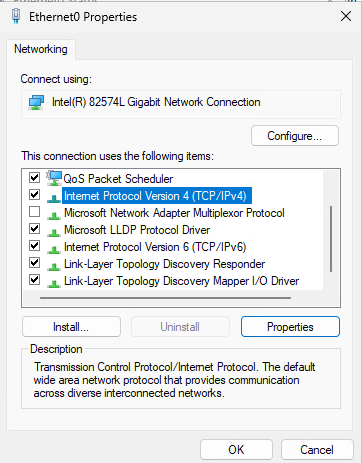 Ethernet0 Properties
Networking
Connect using:
Intel(R) 82574L Gigabit Network Connection
Configure...
This connection uses the following items:
QoS Packet Scheduler
Internet Protocol Version 4 (TCP/IPv4)
Microsoft Network Adapter Multiplexor Protocol
Microsoft LLDP Protocol Driver
Internet Protocol Version 6 (TCP/IPv6)
Link-Layer Topology Discovery Responder
Link-Layer Topology Discovery Mapper I/O Driver
Install...
Uninstall
Properties
Description
Transmission Control Protocol/Internet Protocol. The default
wide area network protocol that provides communication
across diverse interconnected networks.
OK
Cancel